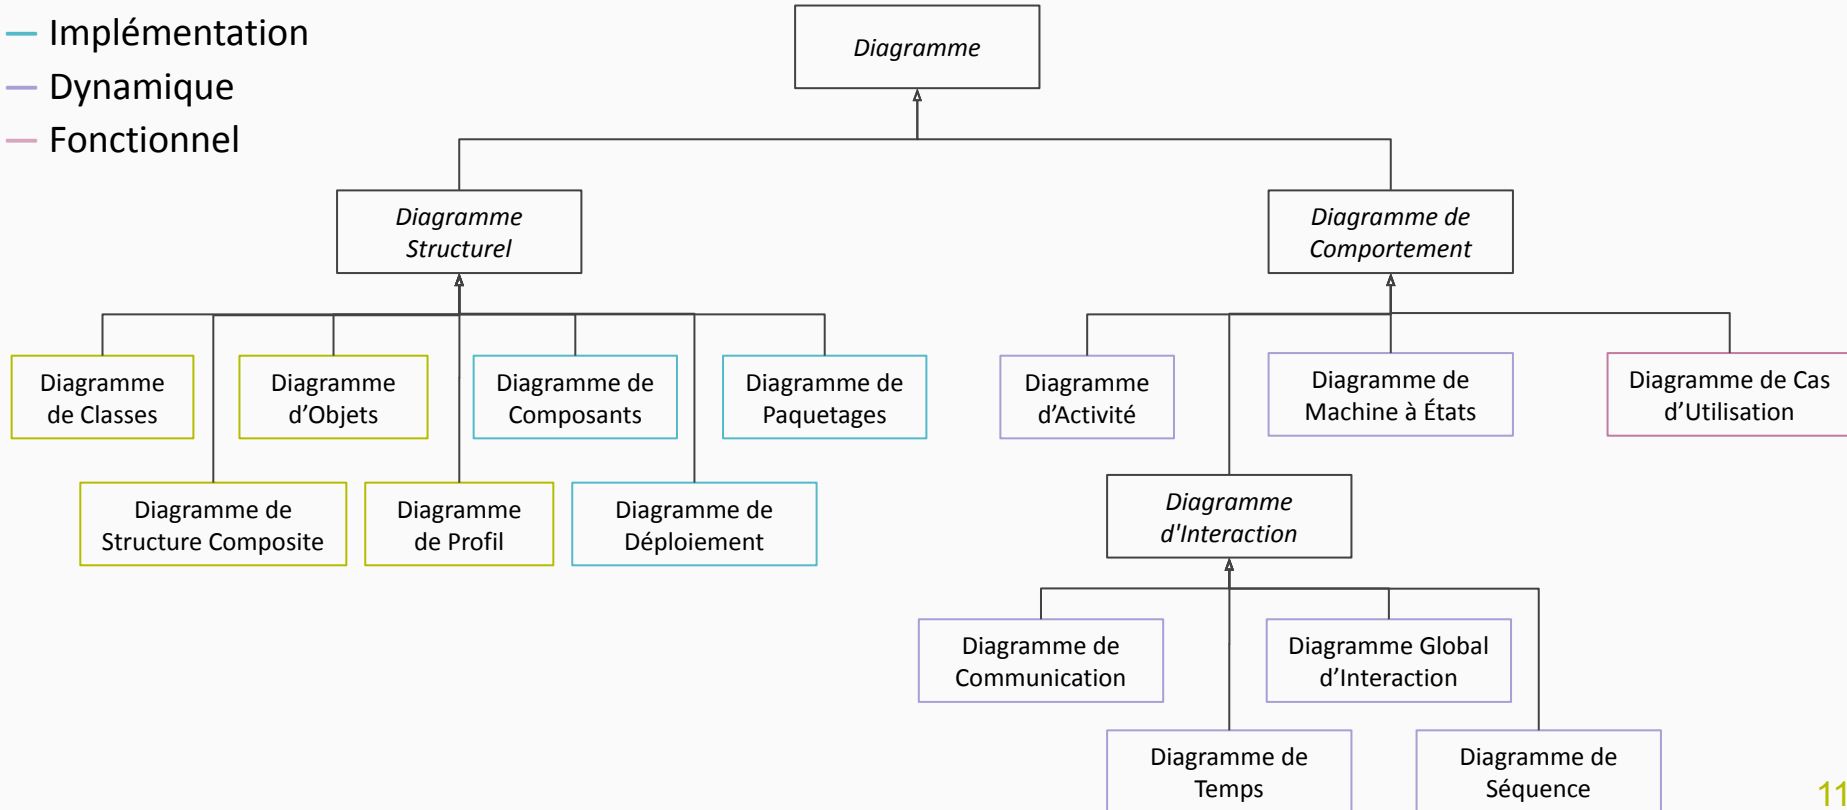 Implémentation
Dynamique
Fonctionnel
Diagramme
Diagramme
Structurel
Diagramme de
Comportement
Diagramme
de Classes
Diagramme
d’Objets
Diagramme de
Composants
Diagramme de
Paquetages
Diagramme
d’Activité
Diagramme de
Machine à États
Diagramme de Cas
d’Utilisation
Diagramme de
Structure Composite
Diagramme
de Profil
Diagramme de
Déploiement
Diagramme
d'Interaction
Diagramme de
Communication
Diagramme Global
d’Interaction
Diagramme de
Temps
Diagramme de
Séquence
11